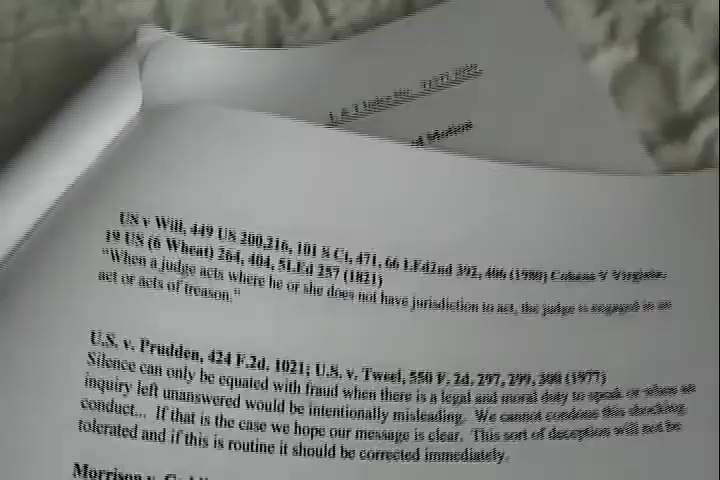 d Motion
US v Will, 449 US 200,216, 101 S Ct, 471, 66 LEd2nd 392, 406 (1980) Cohens V Virginia,
19 US (6 Wheat) 264, 404, 5LEd 257 (1821)
"When a judge acts where he or she does not have jurisdiction to act, the judge is engaged in an
act or acts of treason."
U.S. v. Prudden, 424 F.2d, 1021; U.S. v. Tweel, 550 F. 2d, 297, 299, 300 (1977)
Silence can only be equated with fraud when there is a legal and moral duty to speak or when an
inquiry left unanswered would be intentionally misleading. We cannot condone this shocking
conduct... If that is the case we hope our message is clear. This sort of deception will not be
tolerated and if this is routine it should be corrected immediately.
Morrison v.